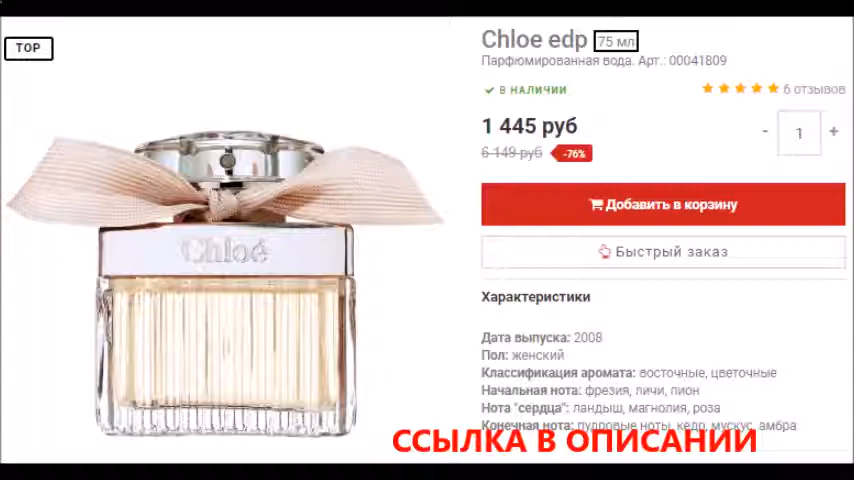 TOP
Chloé
Chloe edp 75 мл
Парфюмированная вода. Арт.: 00041809
В НАЛИЧИИ
6 отзывов
1 445 руб
6 149 руб -76%
- 1 +
Добавить в корзину
Быстрый заказ
Характеристики
Дата выпуска: 2008
Пол: женский
Классификация аромата: восточные, цветочные
Начальная нота: фрезия, личи, пион
Нота "сердца": ландыш, магнолия, роза
Конечная нота: пудровые ноты, кедр, мускус, амбра
ССЫЛКА В ОПИСАНИИ